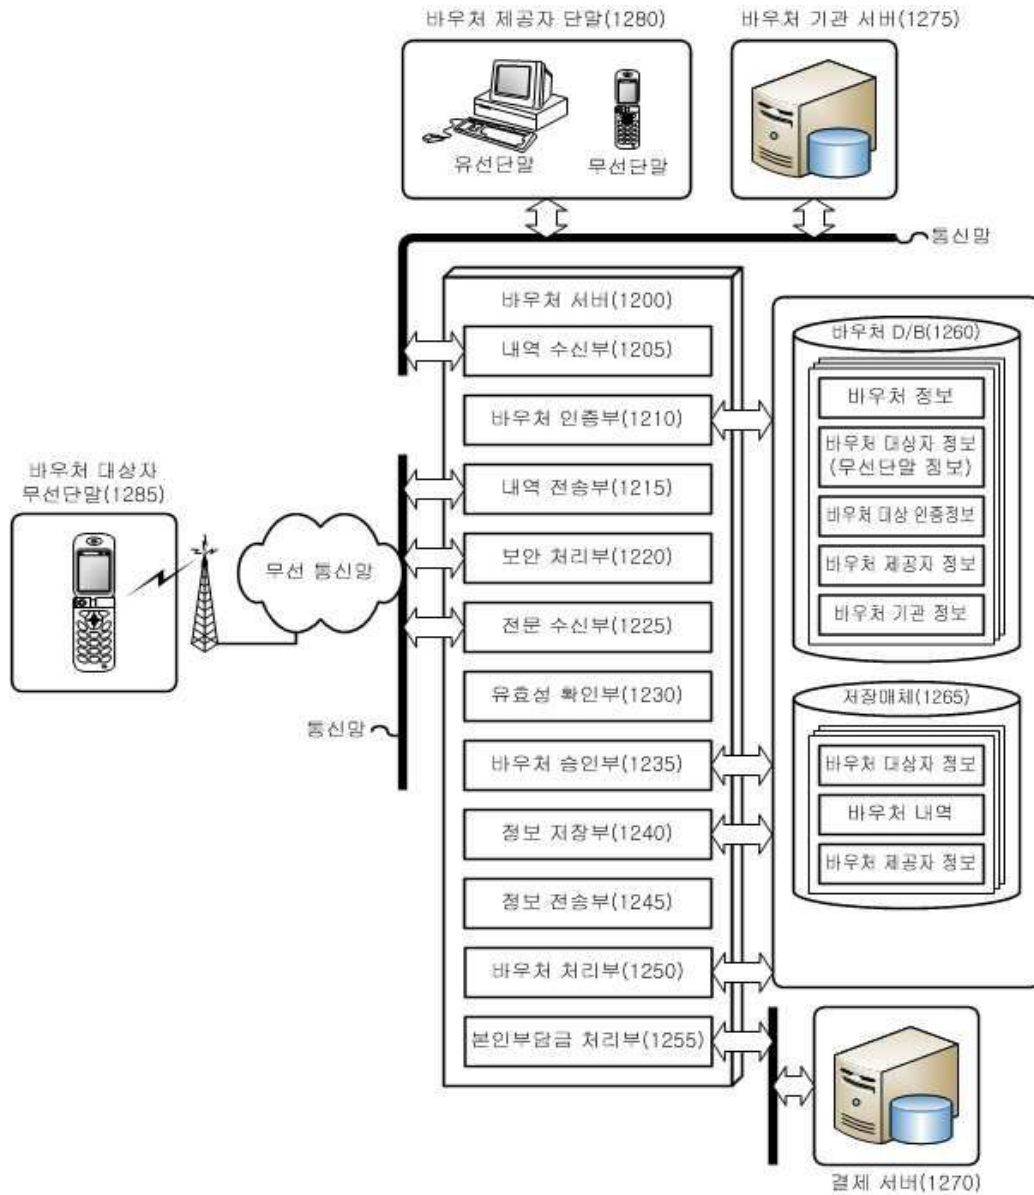 바우처 제공자 단말(1280)
바우처 기관 서버(1275)
유선단말
무선단말
통신망
바우처 서버(1200)
내역 수신부(1205)
바우처 인증부(1210)
내역 전송부(1215)
보안 처리부(1220)
전문 수신부(1225)
유효성 확인부(1230)
바우처 승인부(1235)
정보 저장부(1240)
정보 전송부(1245)
바우처 처리부(1250)
본인부담금 처리부(1255)
바우처 대상자
무선단말(1285)
무선 통신망
통신망
바우처 D/B(1260)
바우처 정보
바우처 대상자 정보
(무선단말 정보)
바우처 대상 인증정보
바우처 제공자 정보
바우처 기관 정보
저장매체(1265)
바우처 대상자 정보
바우처 내역
바우처 제공자 정보
결제 서버(1270)